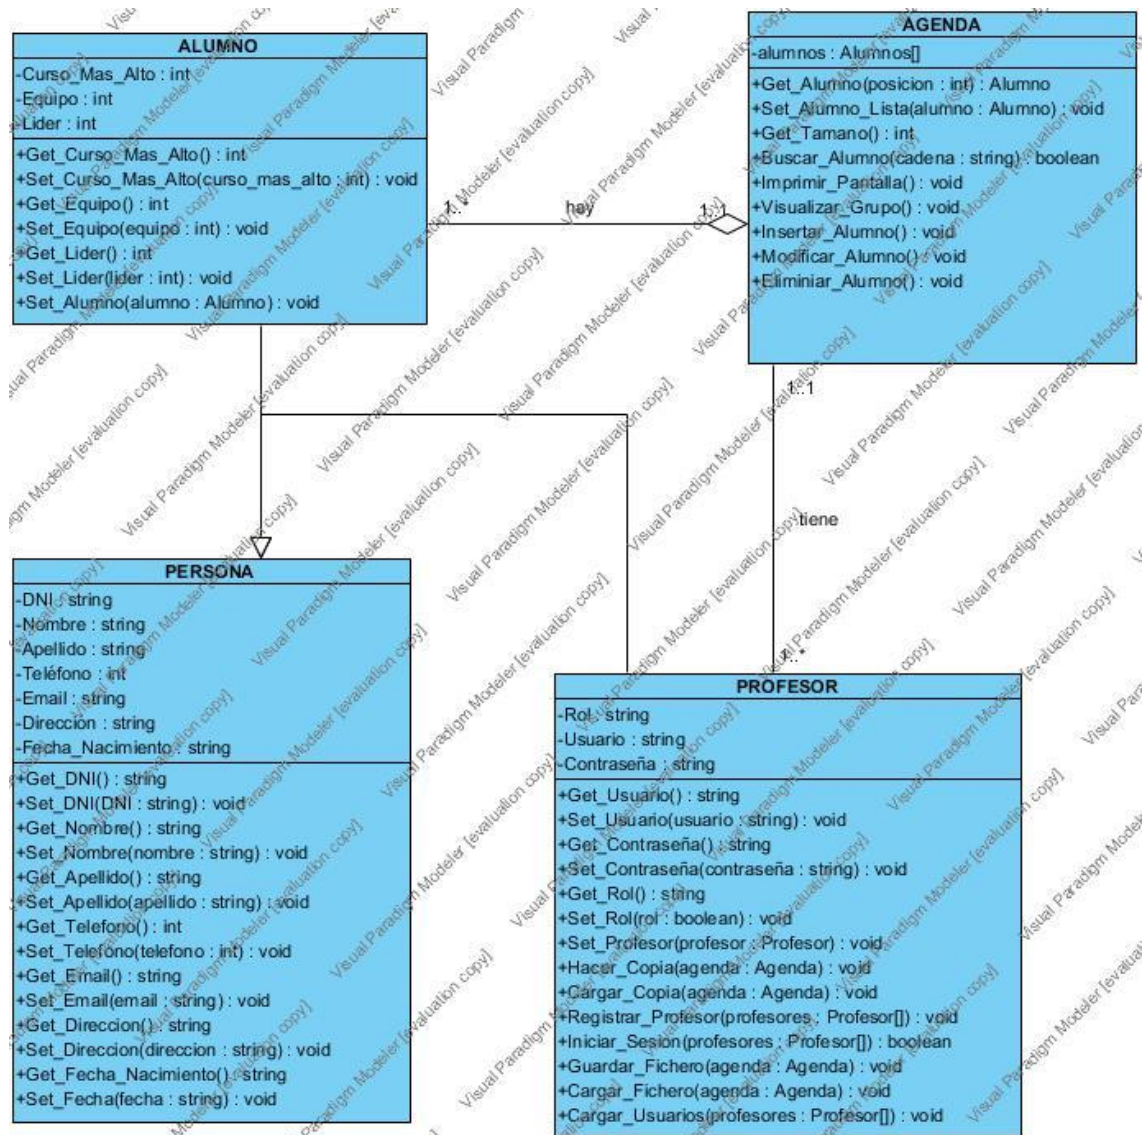 ALUMNO
-Curso_Mas_Alto : int
-Equipo : int
-Lider : int
+Get_Curso_Mas_Alto() : int
+Set_Curso_Mas_Alto(curso_mas_alto : int) : void
+Get_Equipo() : int
+Set_Equipo(equipo : int) : void
+Get_Lider() : int
+Set_Lider(lider : int) : void
+Set_Alumno(alumno : Alumno) : void
AGENDA
-alumnos : Alumnos[]
+Get_Alumno(posicion : int) : Alumno
+Set_Alumno_Lista(alumno : Alumno) : void
+Get_Tamano() : int
+Buscar_Alumno(cadena : string) : boolean
+Imprimir_Pantalla() : void
+Visualizar_Grupo() : void
+Insertar_Alumno() : void
+Modificar_Alumno() : void
+Eliminiar_Alumno() : void
1..*
hay
1..1
1..1
tiene
1..*
PERSONA
-DNI : string
-Nombre : string
-Apellido : string
-Teléfono : int
-Email : string
-Dirección : string
-Fecha_Nacimiento : string
+Get_DNI() : string
+Set_DNI(DNI : string) : void
+Get_Nombre() : string
+Set_Nombre(nombre : string) : void
+Get_Apellido() : string
+Set_Apellido(apellido : string) : void
+Get_Telefono() : int
+Set_Telefono(telefono : int) : void
+Get_Email() : string
+Set_Email(email : string) : void
+Get_Direccion() : string
+Set_Direccion(direccion : string) : void
+Get_Fecha_Nacimiento() : string
+Set_Fecha(fecha : string) : void
PROFESOR
-Rol : string
-Usuario : string
-Contraseña : string
+Get_Usuario() : string
+Set_Usuario(usuario : string) : void
+Get_Contraseña() : string
+Set_Contraseña(contraseña : string) : void
+Get_Rol() : string
+Set_Rol(rol : boolean) : void
+Set_Profesor(profesor : Profesor) : void
+Hacer_Copia(agenda : Agenda) : void
+Cargar_Copia(agenda : Agenda) : void
+Registrar_Profesor(profesores : Profesor[]) : void
+Iniciar_Sesión(profesores : Profesor[]) : boolean
+Guardar_Fichero(agenda : Agenda) : void
+Cargar_Fichero(agenda : Agenda) : void
+Cargar_Usuarios(profesores : Profesor[]) : void
Visual Paradigm Modeler [evaluation copy]